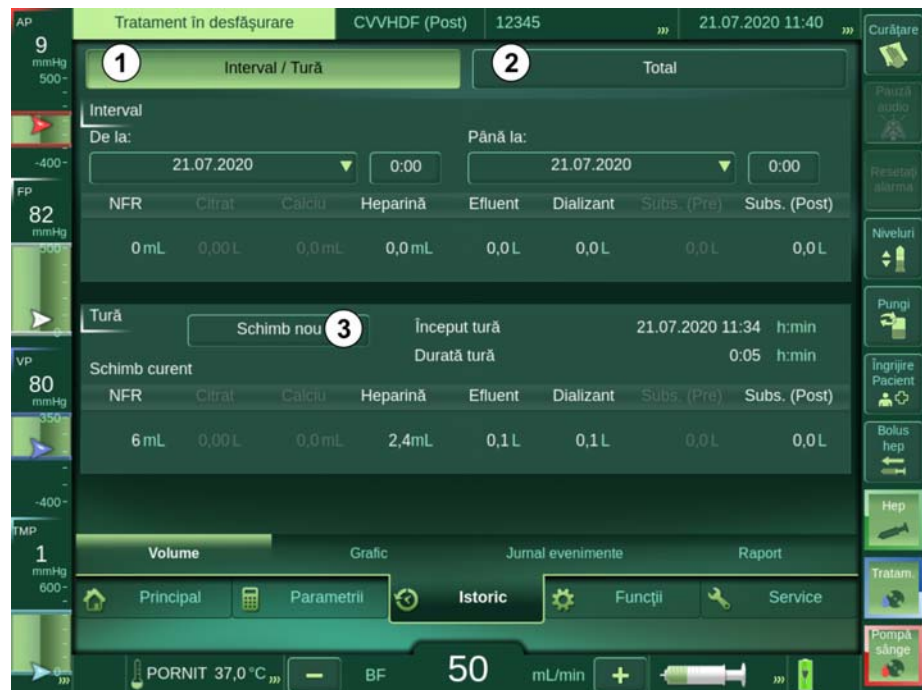 Tratament în desfășurare CVVHDF (Post) 12345 21.07.2020 11:40
AP
9
mmHg
500
-400
FP
82
mmHg
500
0
VP
80
mmHg
350
-400
TMP
1
mmHg
600
1 Interval / Tură 2 Total
Interval
De la: Până la:
21.07.2020 0:00 21.07.2020 0:00
NFR Citrat Calciu Heparină Efluent Dializant Subs. (Pre) Subs. (Post)
0 mL 0,00 L 0,0 mL 0,0 mL 0,0 L 0,0 L 0,0 L 0,0 L
Tură
Schimb nou 3 Început tură 21.07.2020 11:34 h:min
Durată tură 0:05 h:min
Schimb curent
NFR Citrat Calciu Heparină Efluent Dializant Subs. (Pre) Subs. (Post)
6 mL 0,00 L 0,0 mL 2,4mL 0,1 L 0,1 L 0,0 L 0,0 L
Volume Grafic Jurnal evenimente Raport
Principal Parametrii Istoric Funcții Service
PORNIT 37,0 °C BF 50 mL/min
Curăţare
Pauză
audio
Resetaţi
alarma
Niveluri
Pungi
Îngrijire
Pacient
Bolus
hep
Hep
Tratam.
Pompă
sânge